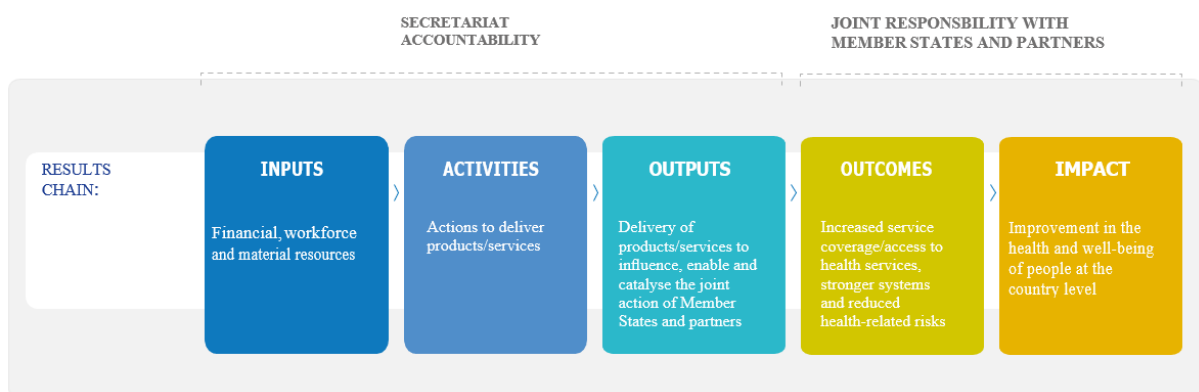 SECRETARIAT
ACCOUNTABILITY
JOINT RESPONSBILITY WITH
MEMBER STATES AND PARTNERS
RESULTS
CHAIN:
INPUTS
Financial, workforce
and material resources
ACTIVITIES
Actions to deliver
products/services
OUTPUTS
Delivery of
products/services to
influence, enable and
catalyse the joint
action of Member
States and partners
OUTCOMES
Increased service
coverage/access to
health services,
stronger systems
and reduced
health-related risks
IMPACT
Improvement in the
health and well-being
of people at the
country level